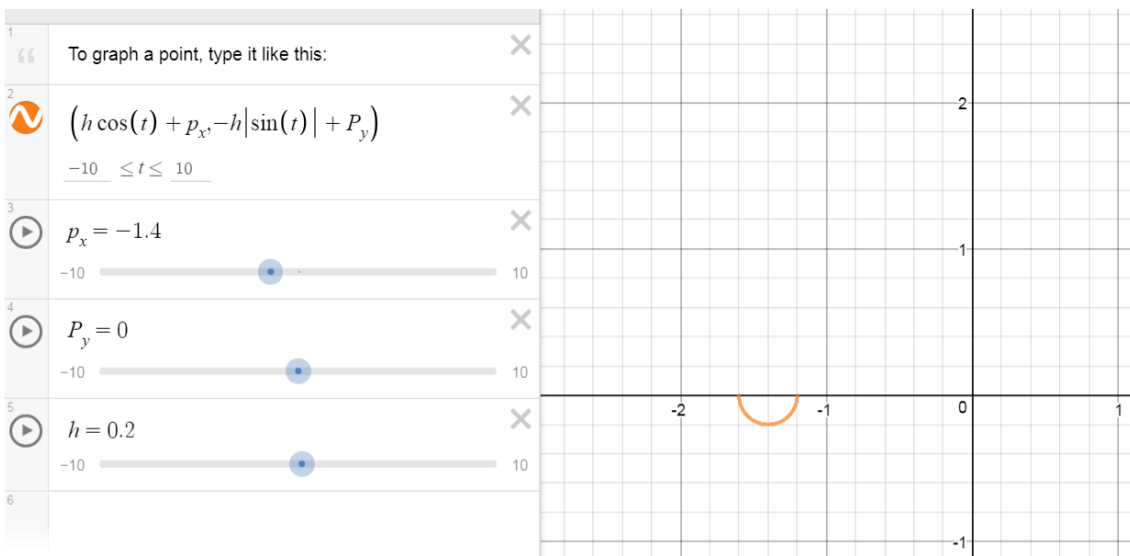 1
“ To graph a point, type it like this:
2
(h cos(t) + p_x, −h|sin(t)| + P_y)
−10 ≤ t ≤ 10
3
p_x = −1.4
−10 10
4
P_y = 0
−10 10
5
h = 0.2
−10 10
6
2
1
-2 -1 0 1
-1